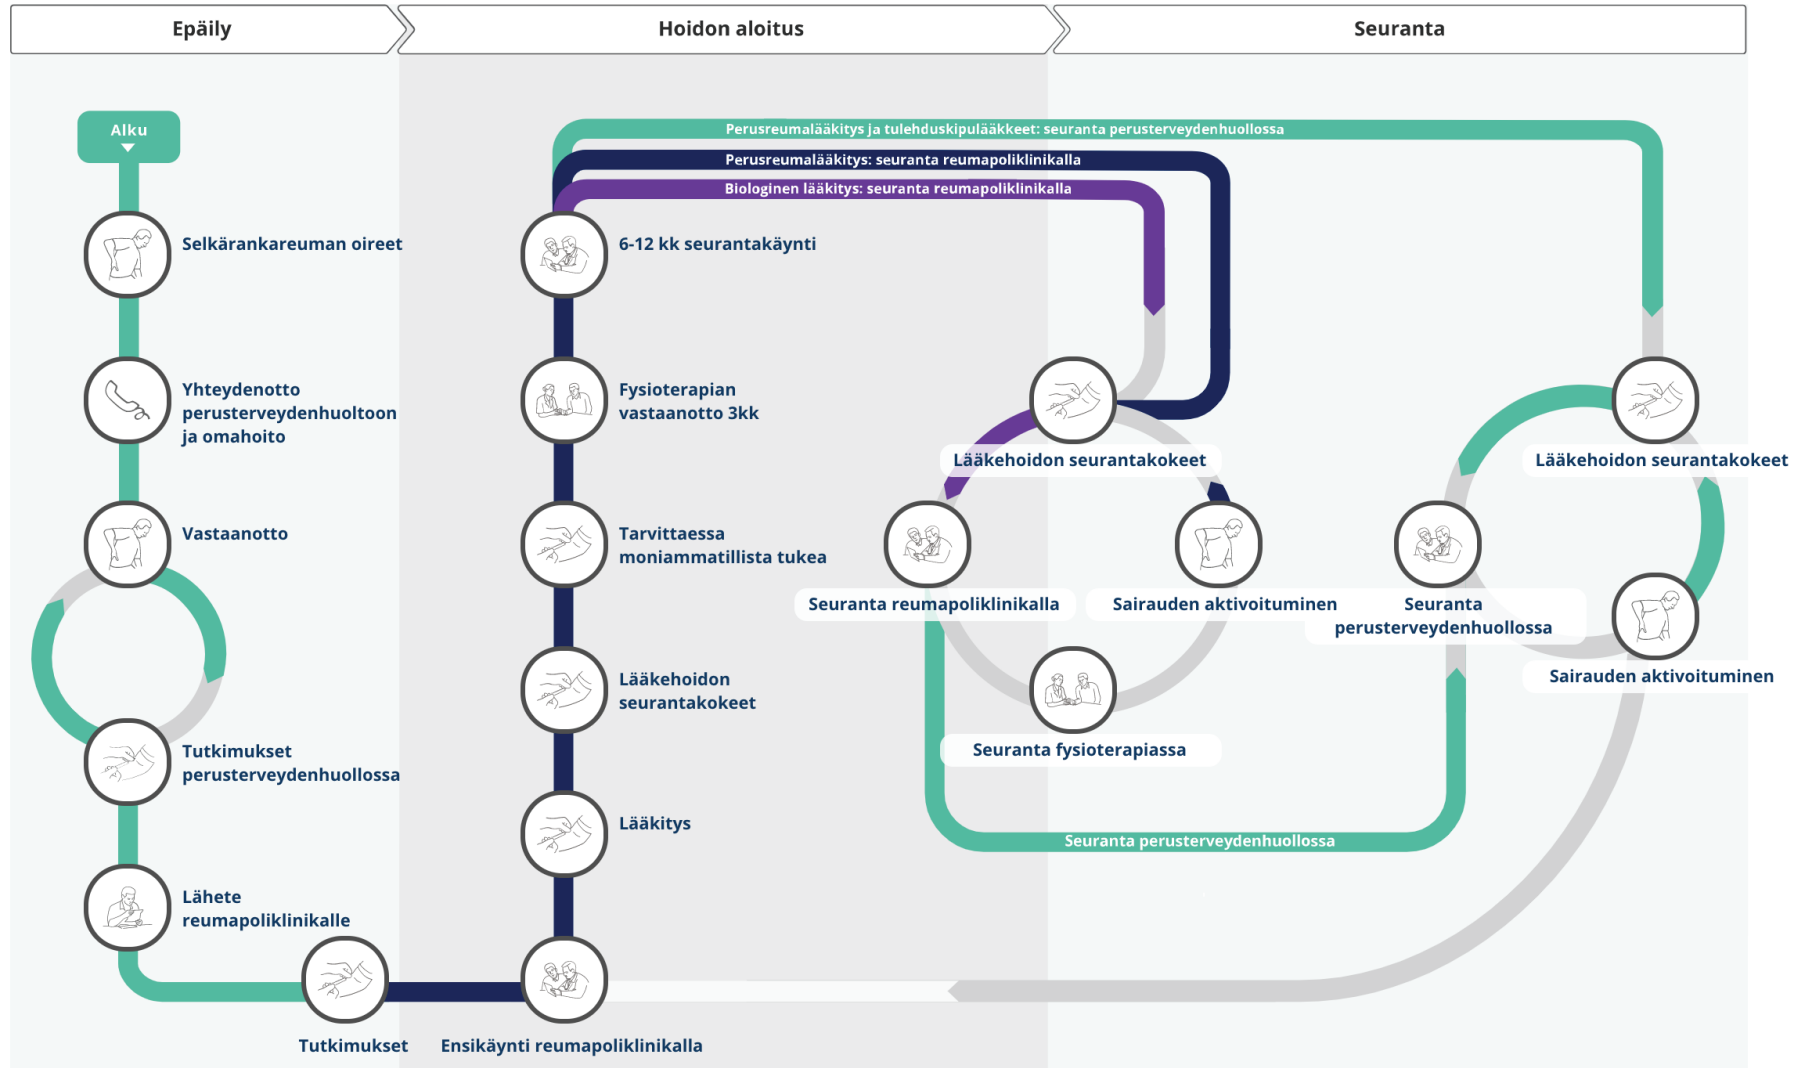 Epäily
Hoidon aloitus
Seuranta
Alku
Perusreumalääkitys ja tulehduskipulääkkeet: seuranta perusterveydenhuollossa
Perusreumalääkitys: seuranta reumapoliklinikalla
Biologinen lääkitys: seuranta reumapoliklinikalla
Selkärankareuman oireet
Yhteydenotto
perusterveydenhuoltoon
ja omahoito
Vastaanotto
Tutkimukset
perusterveydenhuollossa
Lähete
reumapoliklinikalle
Tutkimukset
Ensikäynti reumapoliklinikalla
6-12 kk seurantakäynti
Fysioterapian
vastaanotto 3kk
Tarvittaessa
moniammatillista tukea
Lääkehoidon
seurantakokeet
Lääkitys
Lääkehoidon seurantakokeet
Seuranta reumapoliklinikalla
Sairauden aktivoituminen
Seuranta fysioterapiassa
Seuranta perusterveydenhuollossa
Lääkehoidon seurantakokeet
Seuranta
perusterveydenhuollossa
Sairauden aktivoituminen